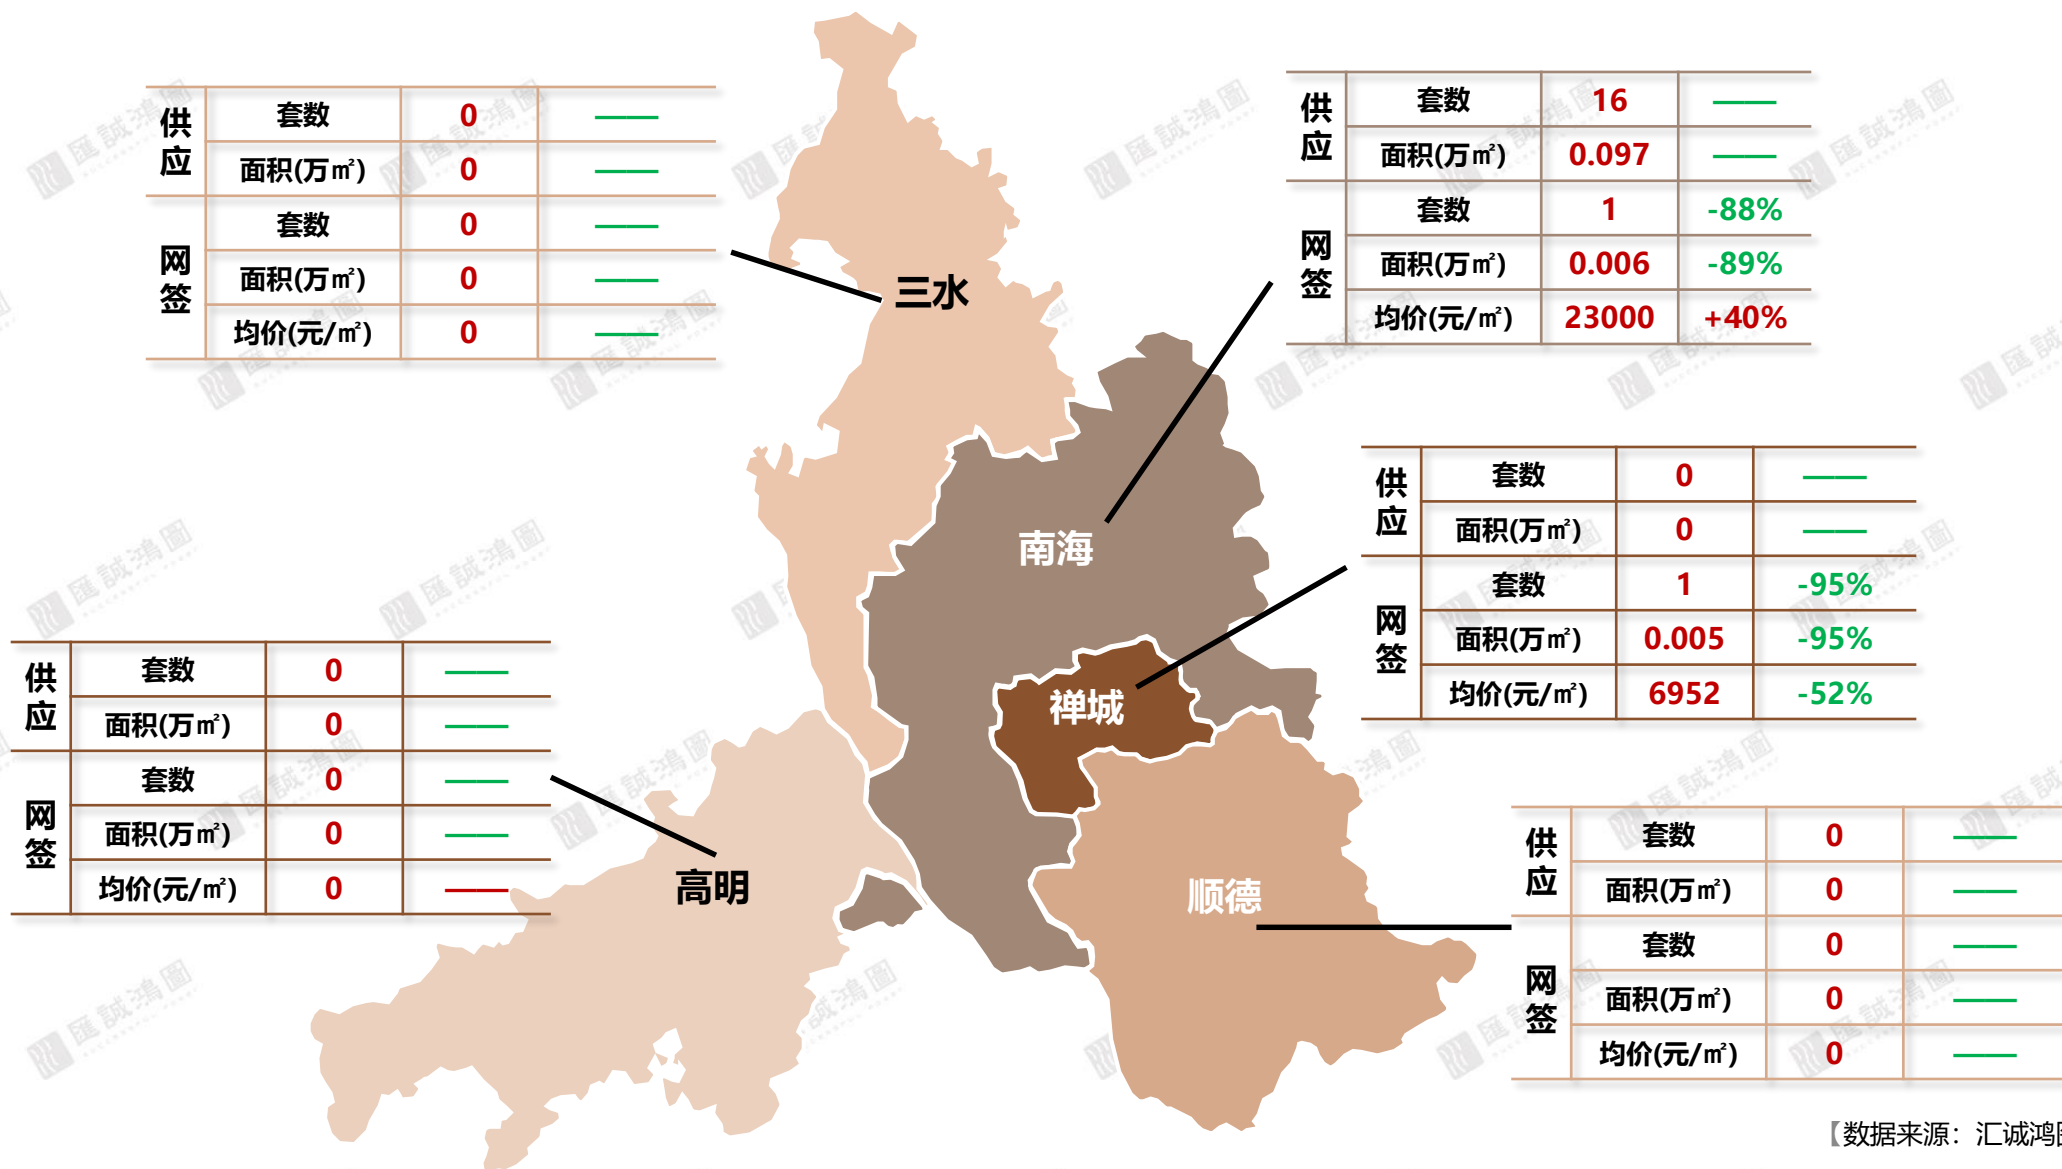 供应 套数 0 ——
面积(万㎡) 0 ——
网签 套数 0 ——
面积(万㎡) 0 ——
均价(元/㎡) 0 ——
供应 套数 16 ——
面积(万㎡) 0.097 ——
网签 套数 1 -88%
面积(万㎡) 0.006 -89%
均价(元/㎡) 23000 +40%
三水
南海
供应 套数 0 ——
面积(万㎡) 0 ——
网签 套数 1 -95%
面积(万㎡) 0.005 -95%
均价(元/㎡) 6952 -52%
禅城
供应 套数 0 ——
面积(万㎡) 0 ——
网签 套数 0 ——
面积(万㎡) 0 ——
均价(元/㎡) 0 ——
高明
顺德
供应 套数 0 ——
面积(万㎡) 0 ——
网签 套数 0 ——
面积(万㎡) 0 ——
均价(元/㎡) 0 ——
【数据来源：汇诚鸿
匯誠鴻圖